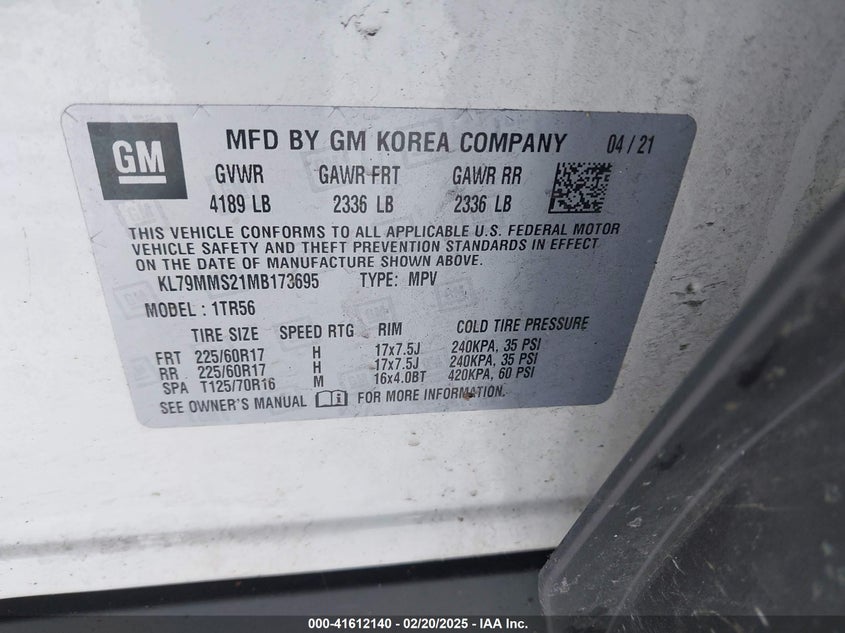 GM
MFD BY GM KOREA COMPANY 04 / 21
GVWR GAWR FRT GAWR RR
4189 LB 2336 LB 2336 LB
THIS VEHICLE CONFORMS TO ALL APPLICABLE U.S. FEDERAL MOTOR
VEHICLE SAFETY AND THEFT PREVENTION STANDARDS IN EFFECT
ON THE DATE OF MANUFACTURE SHOWN ABOVE.
KL79MMS21MB173695 TYPE: MPV
MODEL : 1TR56
TIRE SIZE SPEED RTG RIM COLD TIRE PRESSURE
FRT 225/60R17 H 17x7.5J 240KPA, 35 PSI
RR 225/60R17 H 17x7.5J 240KPA, 35 PSI
SPA T125/70R16 M 16x4.0BT 420KPA, 60 PSI
SEE OWNER'S MANUAL FOR MORE INFORMATION.
000-41612140 - 02/20/2025 - IAA Inc.